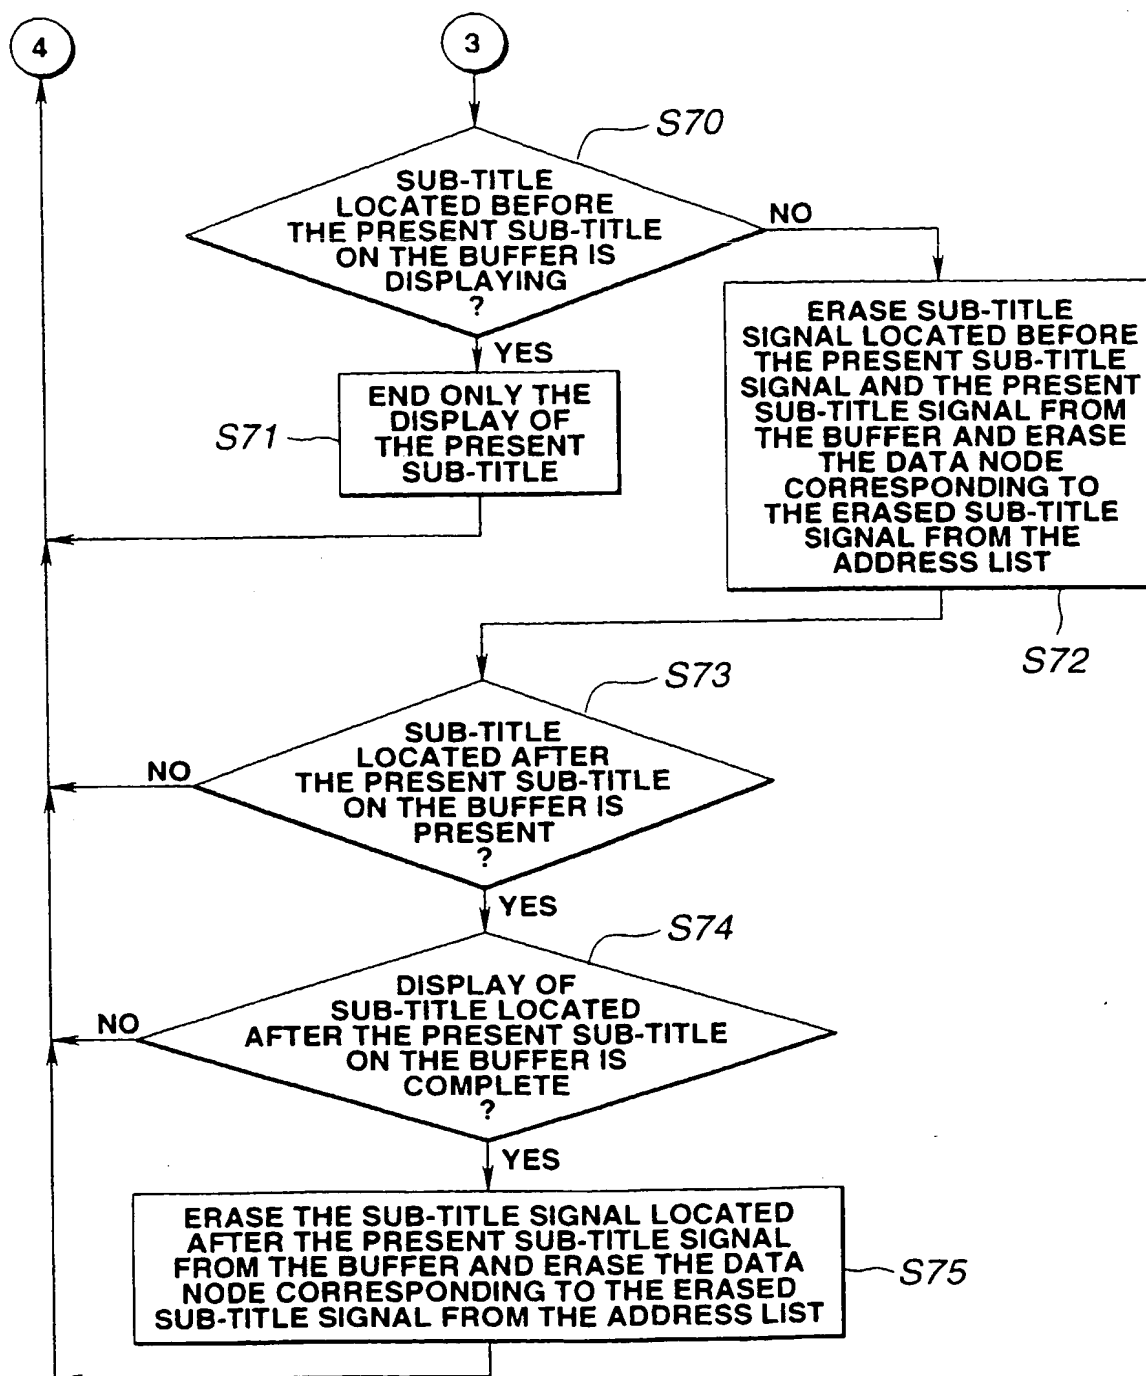 4
3
S70
SUB-TITLE
LOCATED BEFORE
THE PRESENT SUB-TITLE
ON THE BUFFER IS
DISPLAYING
?
NO
YES
END ONLY THE
DISPLAY OF
THE PRESENT
SUB-TITLE
S71
ERASE SUB-TITLE
SIGNAL LOCATED BEFORE
THE PRESENT SUB-TITLE
SIGNAL AND THE PRESENT
SUB-TITLE SIGNAL FROM
THE BUFFER AND ERASE
THE DATA NODE
CORRESPONDING TO
THE ERASED SUB-TITLE
SIGNAL FROM THE
ADDRESS LIST
S72
S73
SUB-TITLE
LOCATED AFTER
THE PRESENT SUB-TITLE
ON THE BUFFER IS
PRESENT
?
NO
YES
S74
DISPLAY OF
SUB-TITLE LOCATED
AFTER THE PRESENT SUB-TITLE
ON THE BUFFER IS
COMPLETE
?
NO
YES
ERASE THE SUB-TITLE SIGNAL LOCATED
AFTER THE PRESENT SUB-TITLE SIGNAL
FROM THE BUFFER AND ERASE THE DATA
NODE CORRESPONDING TO THE ERASED
SUB-TITLE SIGNAL FROM THE ADDRESS LIST
S75